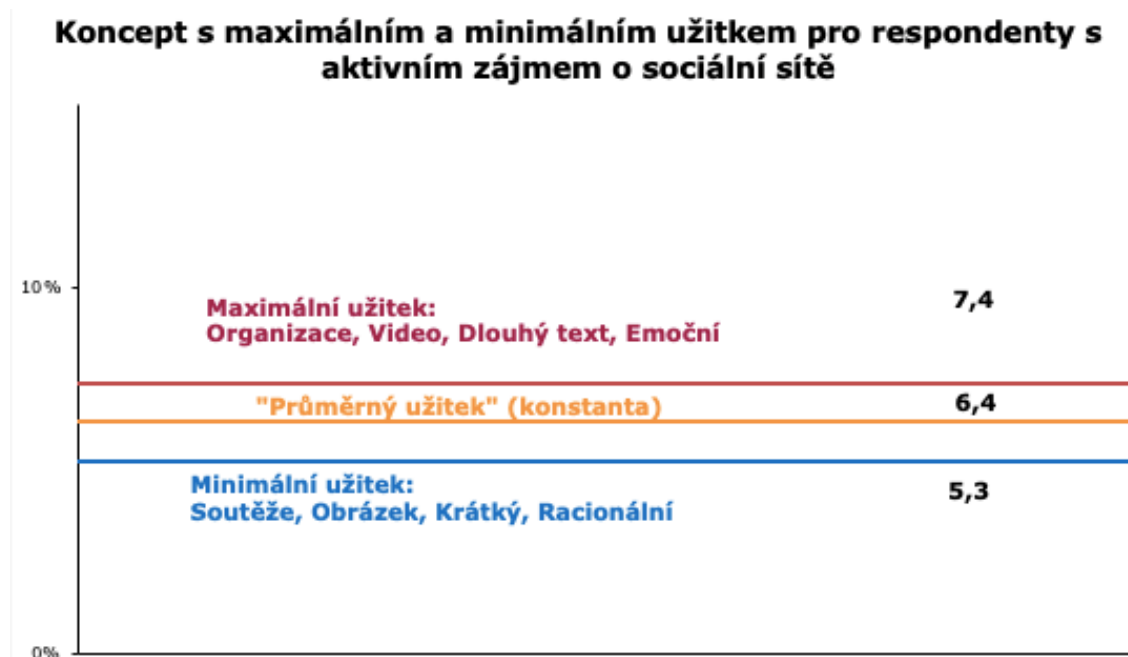 Koncept s maximálním a minimálním užitkem pro respondenty s
aktivním zájmem o sociální sítě
10%
Maximální užitek:
Organizace, Video, Dlouhý text, Emoční
7,4
"Průměrný užitek" (konstanta)
6,4
Minimální užitek:
Soutěže, Obrázek, Krátký, Racionální
5,3
0%